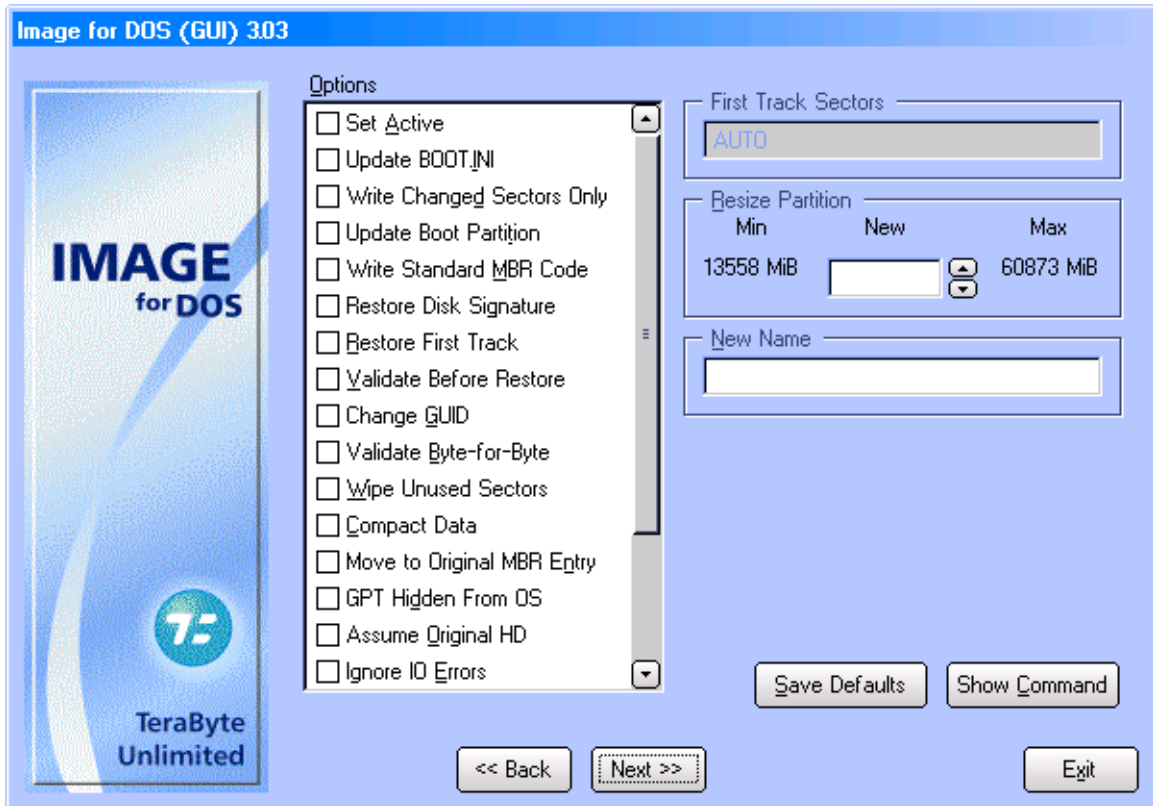 Image for DOS (GUI) 3.03
IMAGE
for DOS
TeraByte
Unlimited
Options
Set Active
Update BOOT.INI
Write Changed Sectors Only
Update Boot Partition
Write Standard MBR Code
Restore Disk Signature
Restore First Track
Validate Before Restore
Change GUID
Validate Byte-for-Byte
Wipe Unused Sectors
Compact Data
Move to Original MBR Entry
GPT Hidden From OS
Assume Original HD
Ignore IO Errors
First Track Sectors
AUTO
Resize Partition
Min New Max
13558 MiB 60873 MiB
New Name
Save Defaults Show Command
<< Back Next >> Exit